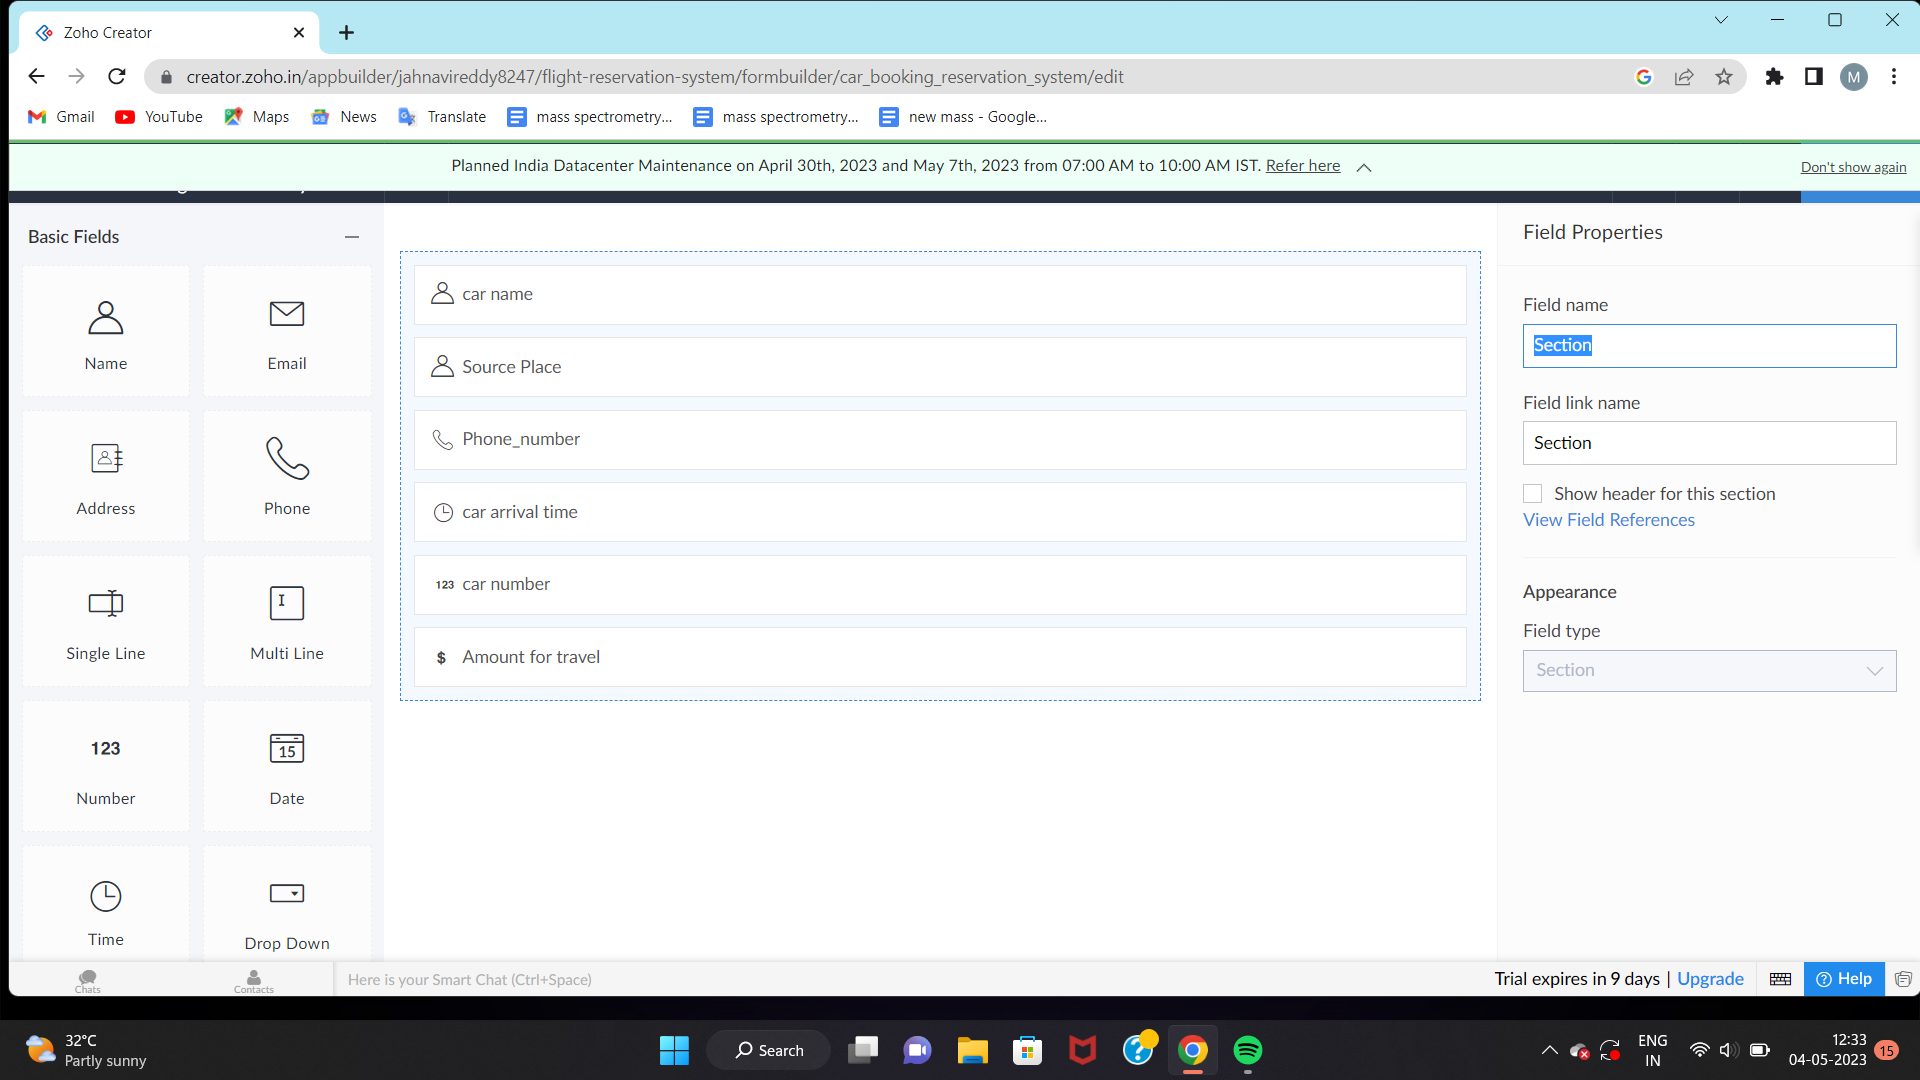 Zoho Creator
creator.zoho.in/appbuilder/jahnavireddy8247/flight-reservation-system/formbuilder/car_booking_reservation_system/edit
M
Gmail
YouTube
Maps
News
Translate
mass spectrometry...
mass spectrometry...
new mass - Google...
Planned India Datacenter Maintenance on April 30th, 2023 and May 7th, 2023 from 07:00 AM to 10:00 AM IST. Refer here
Don't show again
Basic Fields
Name
Email
Address
Phone
Single Line
Multi Line
123
Number
15
Date
Time
Drop Down
car name
Source Place
Phone_number
car arrival time
123 car number
$ Amount for travel
Field Properties
Field name
Section
Field link name
Section
Show header for this section
View Field References
Appearance
Field type
Section
Chats
Contacts
Here is your Smart Chat (Ctrl+Space)
Trial expires in 9 days | Upgrade
Help
32°C
Partly sunny
Search
ENG
IN
12:33
04-05-2023
15